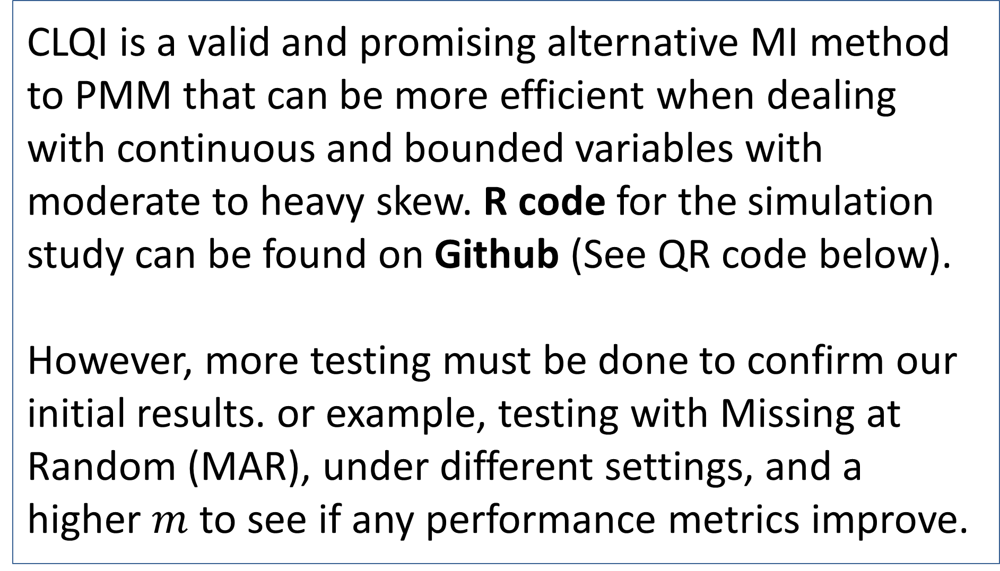 CLQI is a valid and promising alternative MI method
to PMM that can be more efficient when dealing
with continuous and bounded variables with
moderate to heavy skew. R code for the simulation
study can be found on Github (See QR code below).
However, more testing must be done to confirm our
initial results. or example, testing with Missing at
Random (MAR), under different settings, and a
higher m to see if any performance metrics improve.